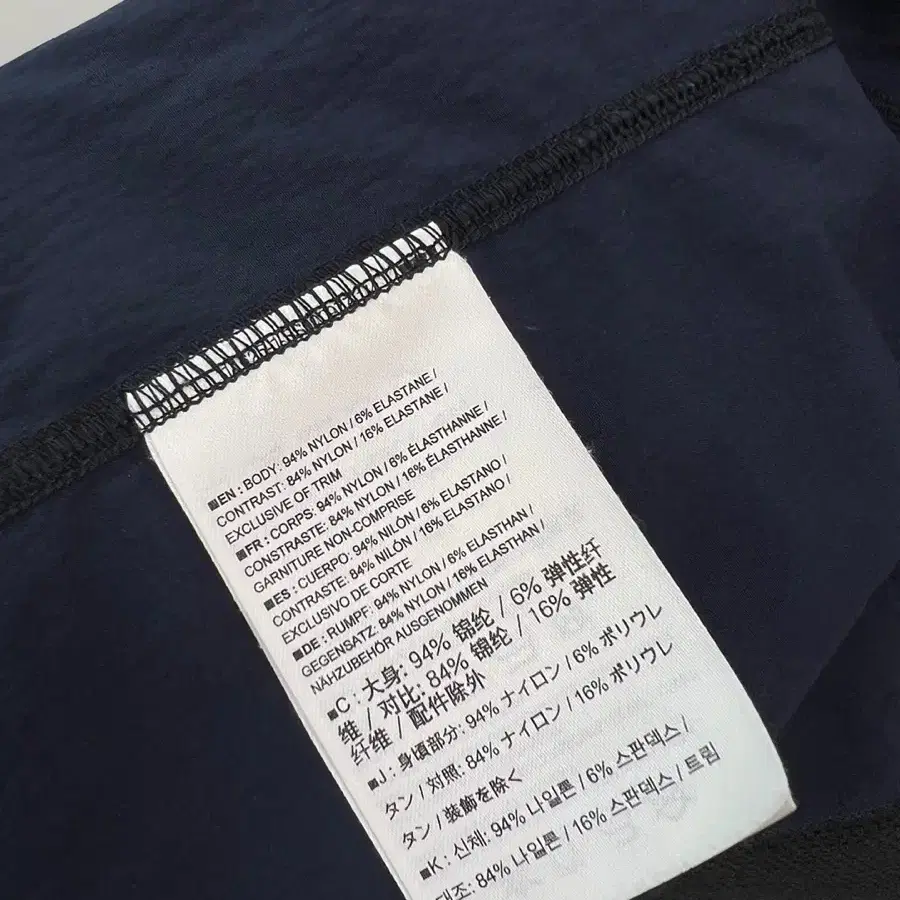 ■EN : BODY: 94% NYLON / 6% ELASTANE /
CONTRAST: 84% NYLON / 16% ELASTANE /
EXCLUSIVE OF TRIM
■FR : CORPS: 94% NYLON / 6% ÉLASTHANNE /
CONSTRASTE: 84% NYLON / 16% ÉLASTHANNE /
GARNITURE NON-COMPRISE
■ES : CUERPO: 94% NILÓN / 6% ELASTANO /
CONTRASTE: 84% NILÓN / 16% ELASTANO /
EXCLUSIVO DE CORTE
■DE : RUMPF: 94% NYLON / 6% ELASTHAN /
GEGENSATZ: 84% NYLON / 16% ELASTHAN /
NÄHZUBEHÖR AUSGENOMMEN
■C : 大身: 94% 锦纶 / 6% 弹性纤
维 / 对比: 84% 锦纶 / 16% 弹性
纤维 / 配件除外
■J : 身頃部分: 94% ナイロン / 6% ポリウレ
タン / 対照: 84% ナイロン / 16% ポリウレ
タン / 装飾を除く
■K : 신체: 94% 나일론 / 6% 스판덱스 /
대조: 84% 나일론 / 16% 스판덱스 / 트림